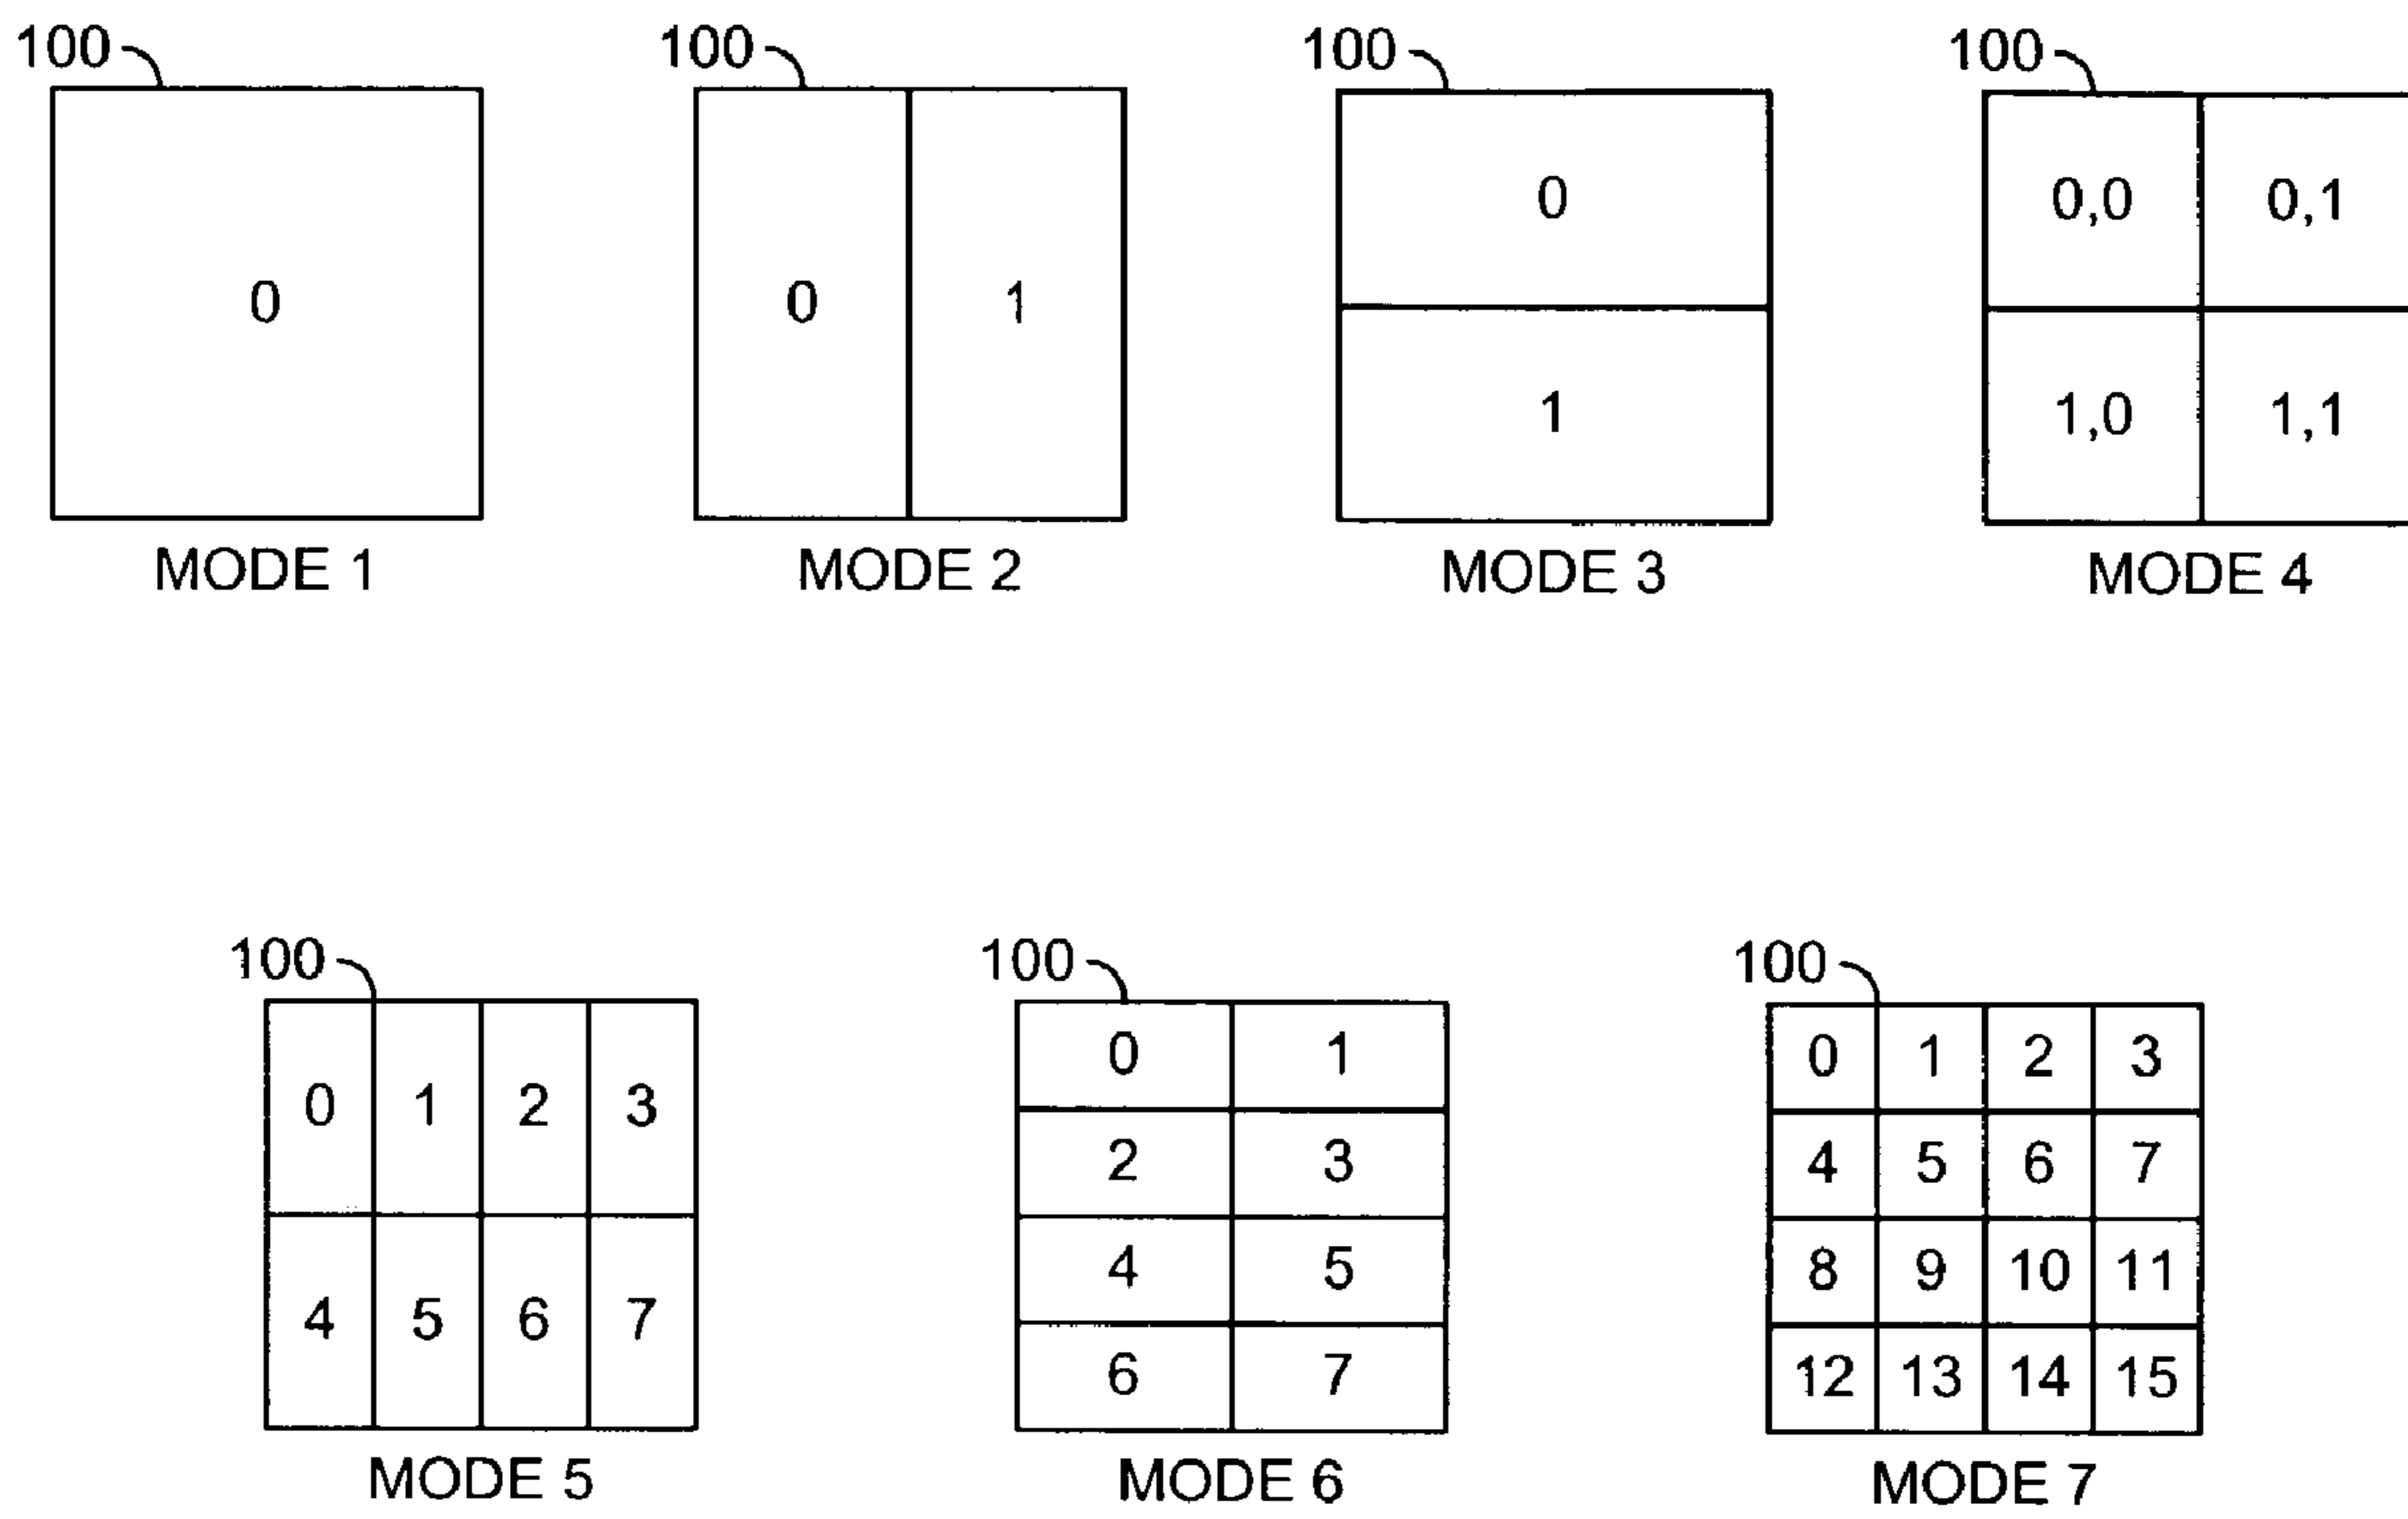 100 100 100 100
0 0 1 0 0,0 0,1
1 1,0 1,1
MODE 1 MODE 2 MODE 3 MODE 4
100 100 100
0 1 2 3 0 1 0 1 2 3
2 3 4 5 6 7
4 5 6 7 4 5 8 9 10 11
6 7 12 13 14 15
MODE 5 MODE 6 MODE 7